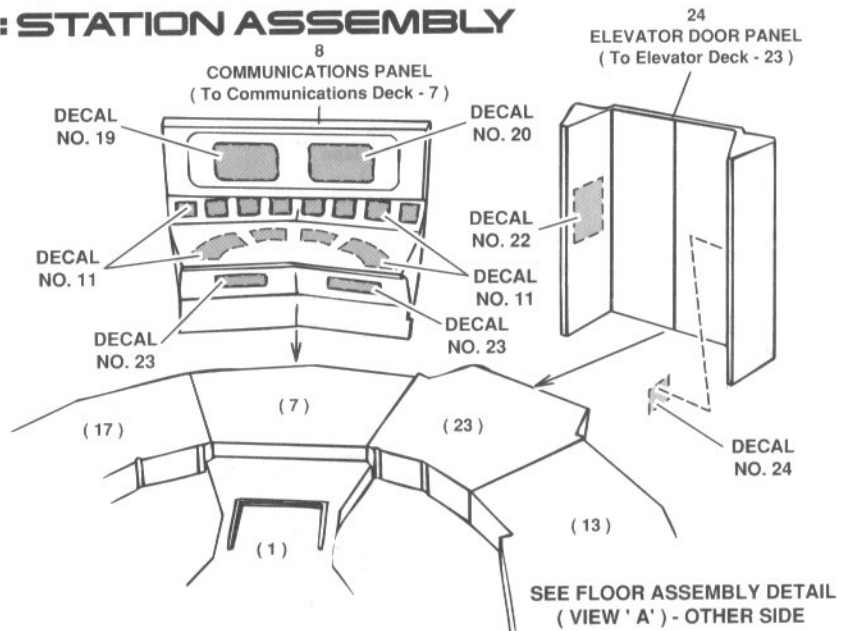 : STATION ASSEMBLY
8
COMMUNICATIONS PANEL
( To Communications Deck - 7 )
24
ELEVATOR DOOR PANEL
( To Elevator Deck - 23 )
DECAL
NO. 19
DECAL
NO. 20
DECAL
NO. 22
DECAL
NO. 11
DECAL
NO. 11
DECAL
NO. 23
DECAL
NO. 23
DECAL
NO. 24
( 17 )
( 7 )
( 23 )
( 13 )
( 1 )
SEE FLOOR ASSEMBLY DETAIL
( VIEW ' A' ) - OTHER SIDE